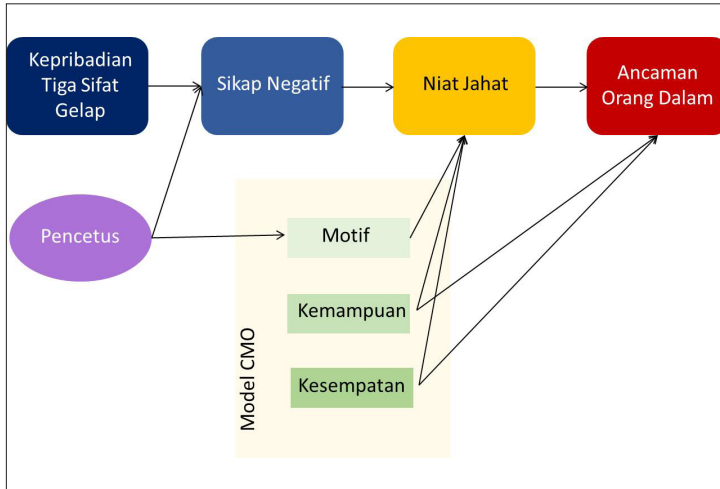 Kepribadian
Tiga Sifat
Gelap
Sikap Negatif
Niat Jahat
Ancaman
Orang Dalam
Pencetus
Motif
Kemampuan
Kesempatan
Model CMO